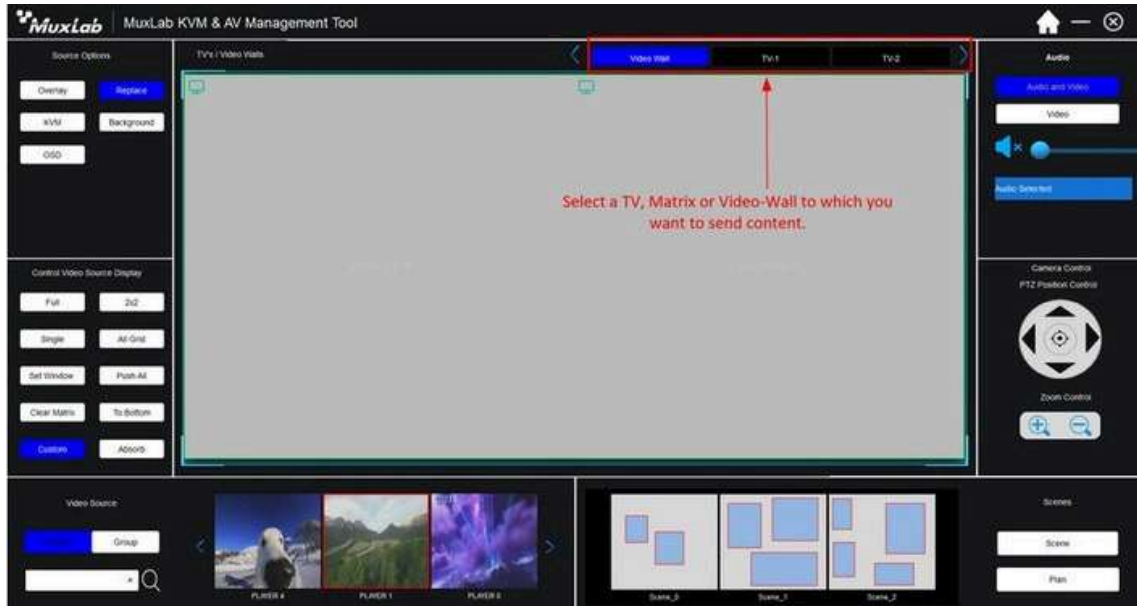 MuxLab MuxLab KVM & AV Management Tool
Source Options
Overlay Replace
KVM Background
OSD
TV's / Video Walls
Video Wall TV-1 TV-2
Audio
Audio and Video
Video
Audio Selected
Select a TV, Matrix or Video-Wall to which you
want to send content.
Control Video Source Display
Full 2x2
Single All Grid
Set Window Push All
Clear Matrix To Bottom
Custom Absorb
Camera Control
PTZ Position Control
Zoom Control
Video Source
Group
PLAYER 4 PLAYER 1
Scene_0 Scene_1 Scene_2
Scenes
Scene
Plan